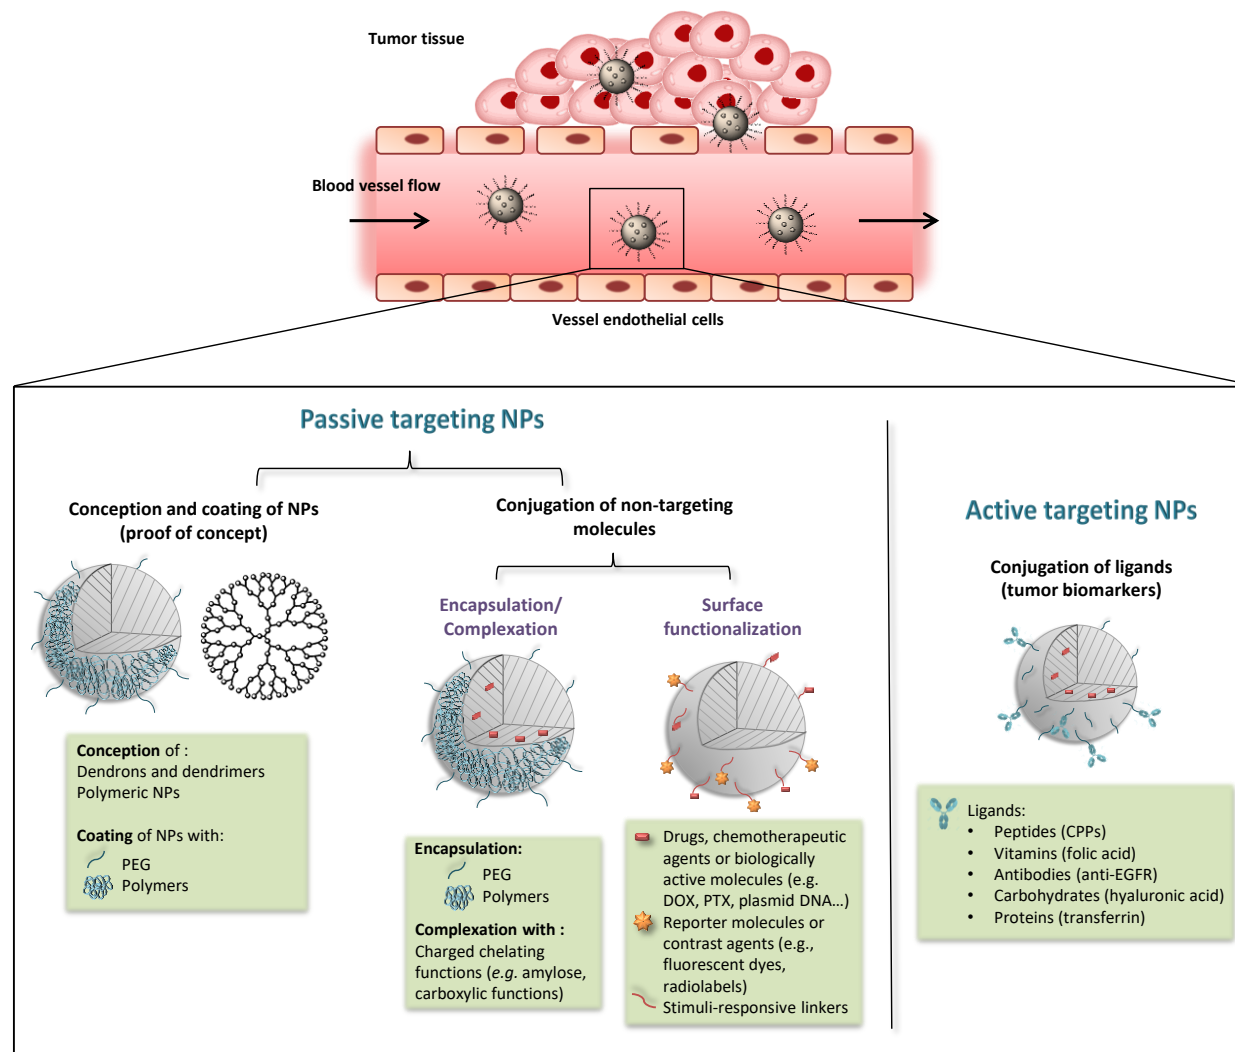 Tumor tissue
Blood vessel flow
Vessel endothelial cells
Passive targeting NPs
Conception and coating of NPs
(proof of concept)
Conception of :
Dendrons and dendrimers
Polymeric NPs
Coating of NPs with:
PEG
Polymers
Conjugation of non-targeting
molecules
Encapsulation/
Complexation
Encapsulation:
PEG
Polymers
Complexation with :
Charged chelating
functions (e.g. amylose,
carboxylic functions)
Surface
functionalization
Drugs, chemotherapeutic
agents or biologically
active molecules (e.g.
DOX, PTX, plasmid DNA…)
Reporter molecules or
contrast agents (e.g.,
fluorescent dyes,
radiolabels)
Stimuli-responsive linkers
Active targeting NPs
Conjugation of ligands
(tumor biomarkers)
Ligands:
• Peptides (CPPs)
• Vitamins (folic acid)
• Antibodies (anti-EGFR)
• Carbohydrates (hyaluronic acid)
• Proteins (transferrin)